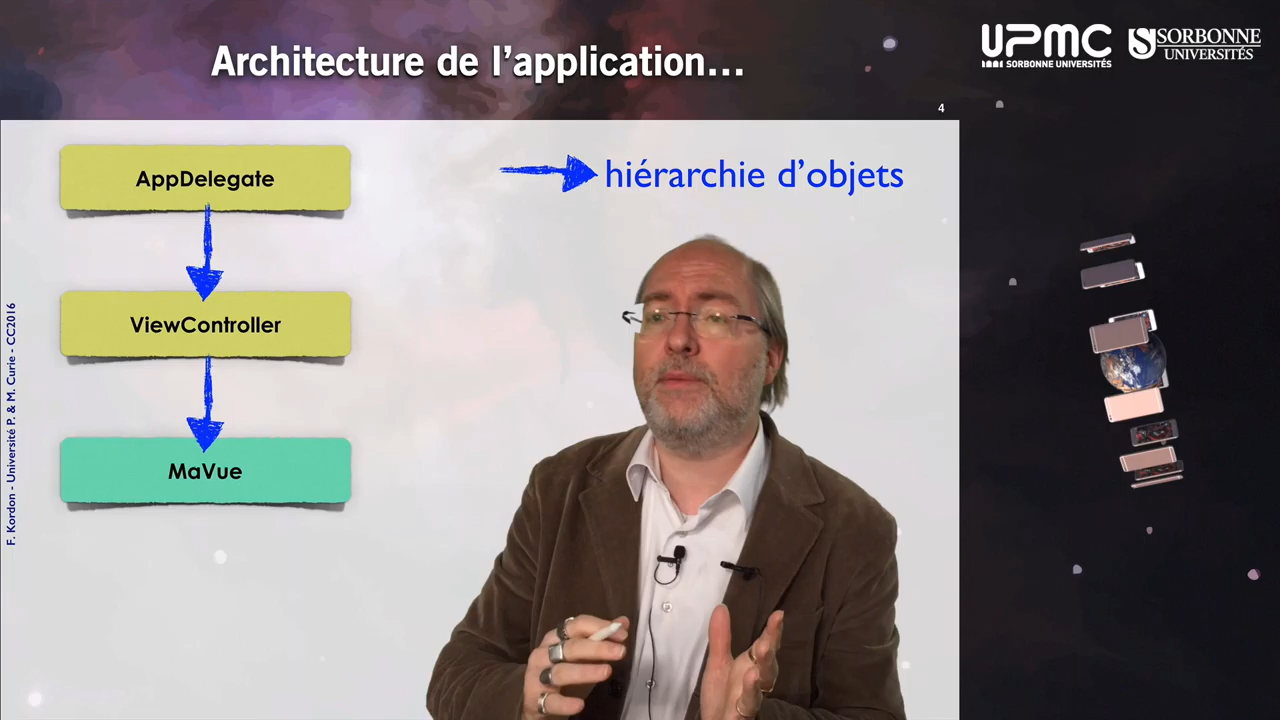 Architecture de l'application...
UPMC
SORBONNE UNIVERSITÉS
S SORBONNE
UNIVERSITÉS
4
AppDelegate
hiérarchie d'objets
ViewController
MaVue
F. Kordon - Université P. & M. Curie - CC2016